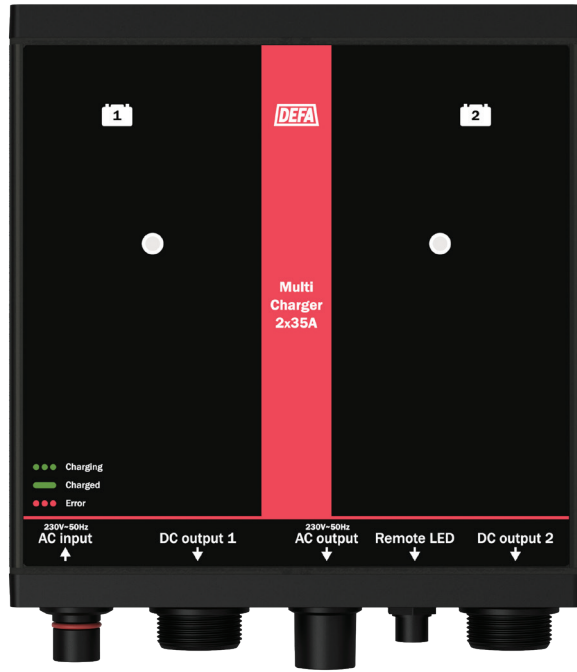 1
DEFA
2
Multi
Charger
2x35A
Charging
Charged
Error
230V~50Hz
AC input
DC output 1
230V~50Hz
AC output
Remote LED
DC output 2